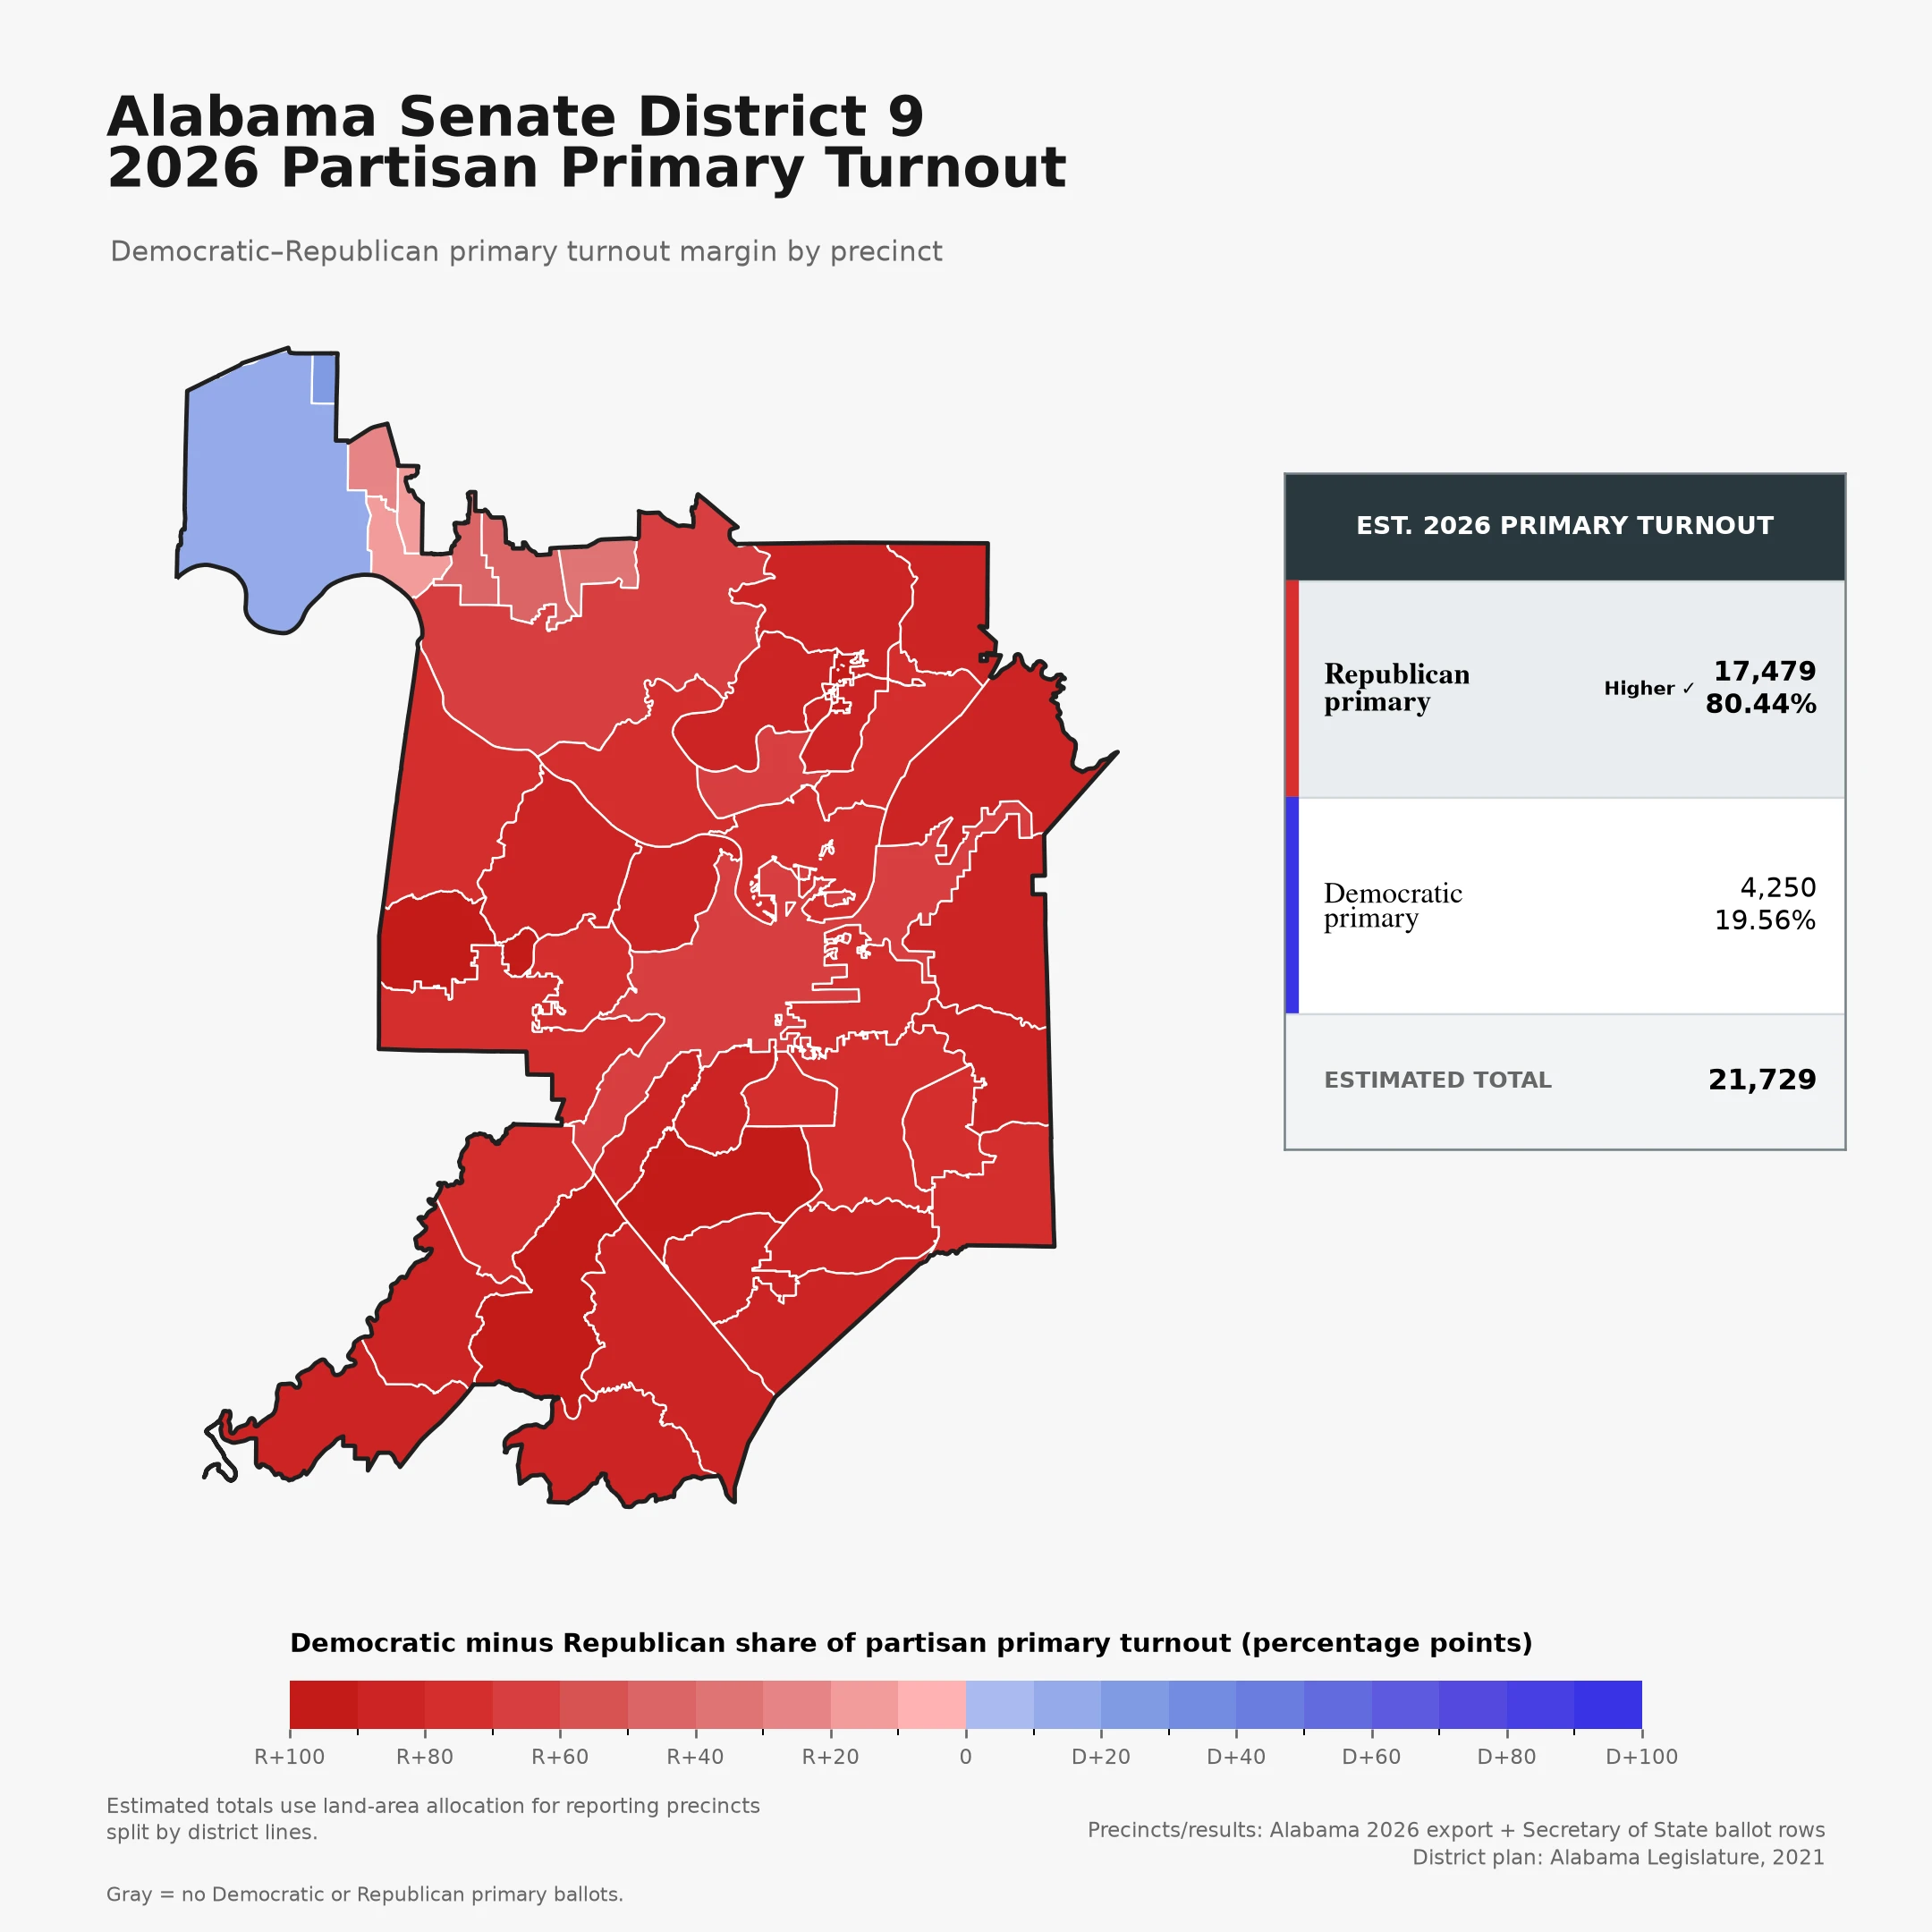 Alabama Senate District 9
2026 Partisan Primary Turnout
Democratic–Republican primary turnout margin by precinct
EST. 2026 PRIMARY TURNOUT
Republican
primary
Higher ✓
17,479
80.44%
Democratic
primary
4,250
19.56%
ESTIMATED TOTAL
21,729
Democratic minus Republican share of partisan primary turnout (percentage points)
R+100 R+80 R+60 R+40 R+20 0 D+20 D+40 D+60 D+80 D+100
Estimated totals use land-area allocation for reporting precincts
split by district lines.
Gray = no Democratic or Republican primary ballots.
Precincts/results: Alabama 2026 export + Secretary of State ballot rows
District plan: Alabama Legislature, 2021